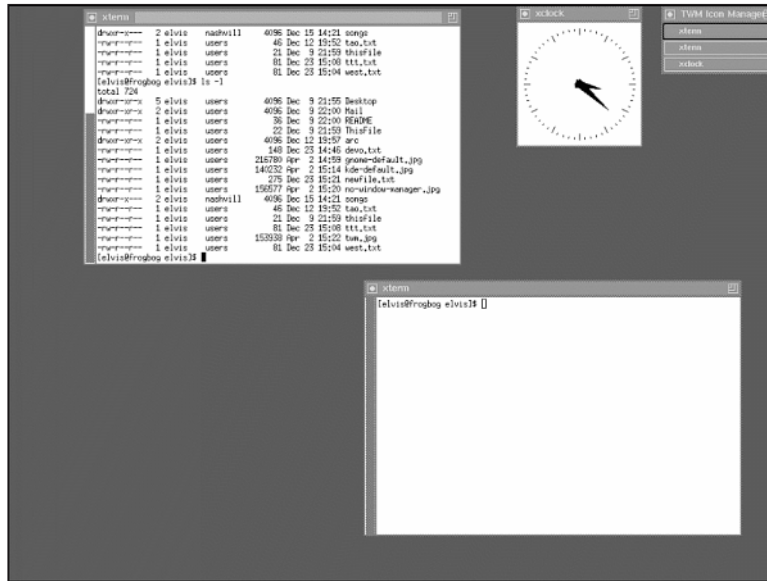 xterm
drwxr-x--- 2 elvis nashvill 4096 Dec 15 14:21 songs
-rw-r--r-- 1 elvis users 46 Dec 12 19:52 tao.txt
-rw-r--r-- 1 elvis users 21 Dec 9 21:59 thisfile
-rw-r--r-- 1 elvis users 81 Dec 23 15:08 ttt.txt
-rw-r--r-- 1 elvis users 81 Dec 23 15:04 west.txt
[elvis@frogbog elvis]$ ls -l
total 724
drwxr-xr-x 5 elvis users 4096 Dec 9 21:55 Desktop
drwxr-xr-x 2 elvis users 4096 Dec 9 22:00 Mail
-rw-r--r-- 1 elvis users 36 Dec 9 22:00 README
-rw-r--r-- 1 elvis users 22 Dec 9 21:59 ThisFile
drwxr-xr-x 2 elvis users 4096 Dec 12 19:57 arc
-rw-r--r-- 1 elvis users 148 Dec 23 14:46 devo.txt
-rw-r--r-- 1 elvis users 216780 Apr 2 14:59 gnome-default.jpg
-rw-r--r-- 1 elvis users 140232 Apr 2 15:14 kde-default.jpg
-rw-r--r-- 1 elvis users 275 Dec 23 15:21 newfile.txt
-rw-r--r-- 1 elvis users 156577 Apr 2 15:20 no-window-manager.jpg
drwxr-x--- 2 elvis nashvill 4096 Dec 15 14:21 songs
-rw-r--r-- 1 elvis users 46 Dec 12 19:52 tao.txt
-rw-r--r-- 1 elvis users 21 Dec 9 21:59 thisfile
-rw-r--r-- 1 elvis users 81 Dec 23 15:08 ttt.txt
-rw-r--r-- 1 elvis users 153938 Apr 2 15:22 twm.jpg
-rw-r--r-- 1 elvis users 81 Dec 23 15:04 west.txt
[elvis@frogbog elvis]$
xclock
TWM Icon Manager
xterm
xterm
xclock
xterm
[elvis@frogbog elvis]$